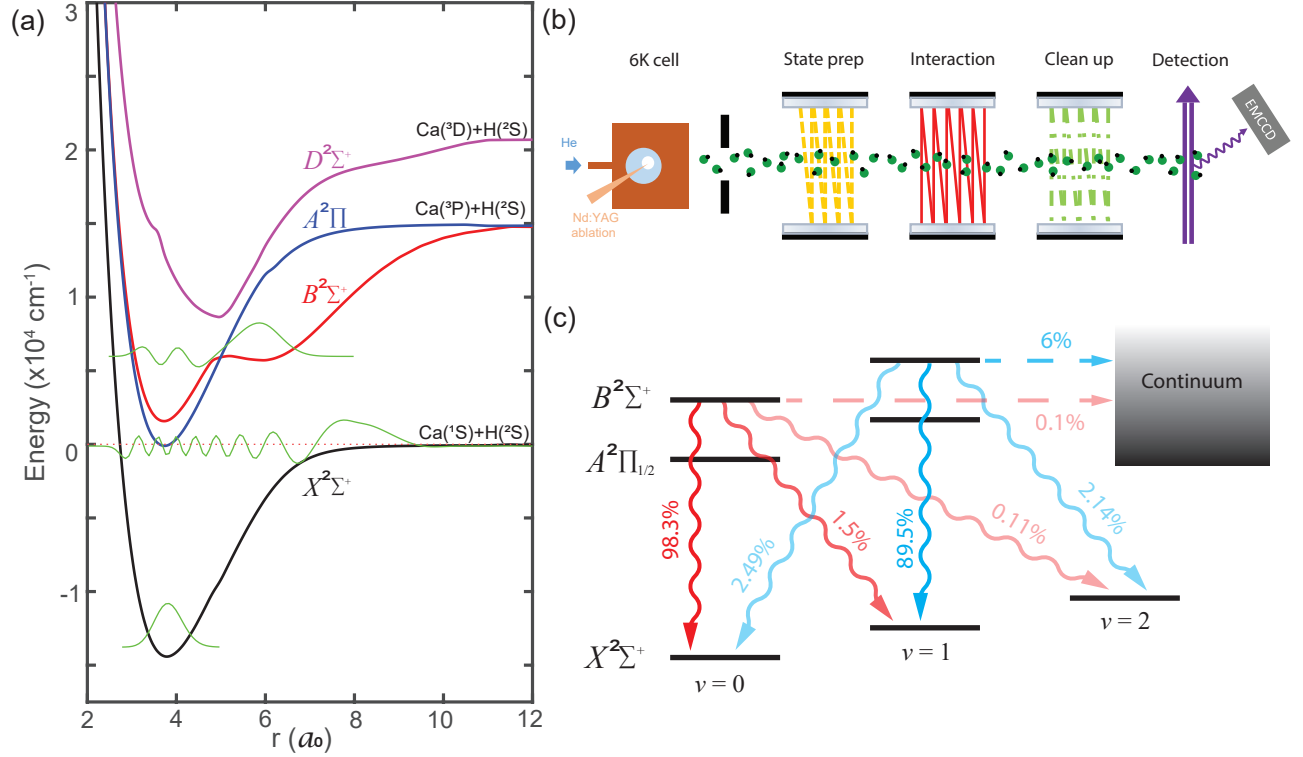 (a)
3
2
1
0
-1
Energy (x10⁴ cm⁻¹)
2
4
6
8
10
12
r (a₀)
Ca(³D)+H(²S)
D²Σ⁺
A²Π
Ca(³P)+H(²S)
B²Σ⁺
Ca(¹S)+H(²S)
X²Σ⁺
(b)
6K cell
State prep
Interaction
Clean up
Detection
He
Nd:YAG
ablation
EMCCD
(c)
6%
Continuum
0.1%
B²Σ⁺
A²Π₁/₂
98.3%
2.49%
1.5%
89.5%
0.11%
2.14%
X²Σ⁺
v = 0
v = 1
v = 2